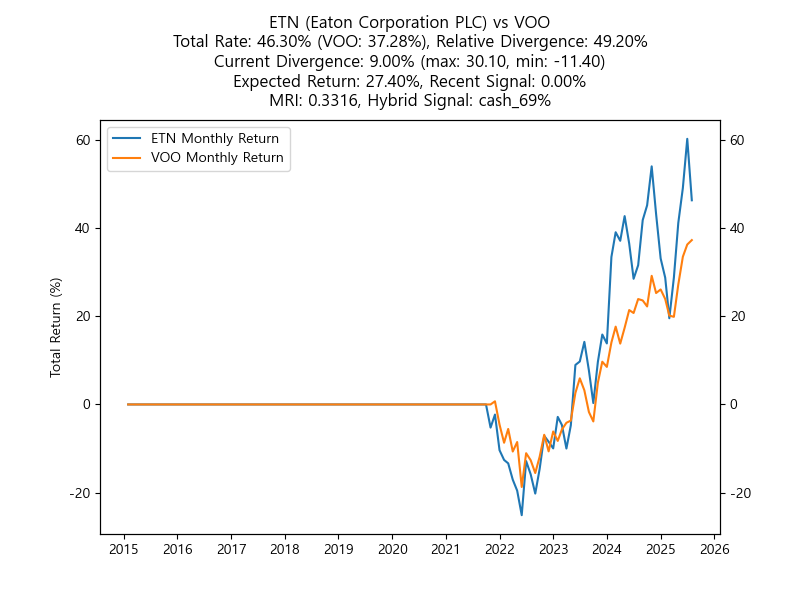 ETN (Eaton Corporation PLC) vs VOO
Total Rate: 46.30% (VOO: 37.28%), Relative Divergence: 49.20%
Current Divergence: 9.00% (max: 30.10, min: -11.40)
Expected Return: 27.40%, Recent Signal: 0.00%
MRI: 0.3316, Hybrid Signal: cash_69%
ETN Monthly Return
VOO Monthly Return
Total Return (%)
60
40
20
0
-20
60
40
20
0
-20
2015 2016 2017 2018 2019 2020 2021 2022 2023 2024 2025 2026